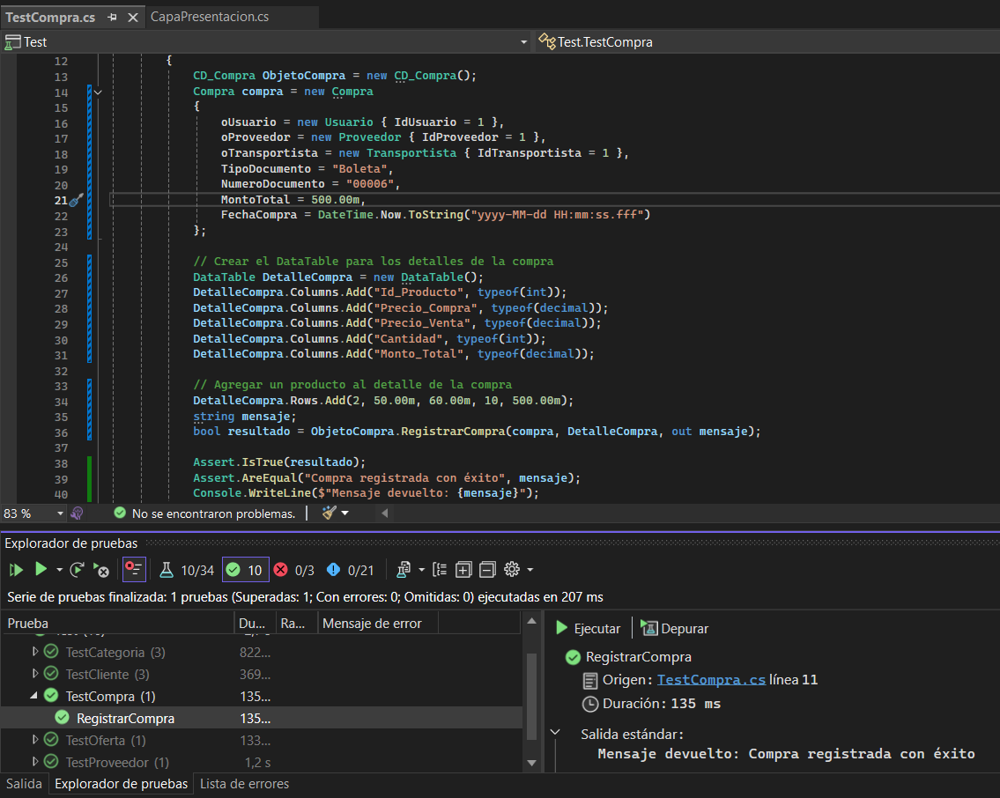 TestCompra.cs
CapaPresentacion.cs
Test
Test.TestCompra
12 {
13 CD_Compra ObjetoCompra = new CD_Compra();
14 Compra compra = new Compra
15 {
16 oUsuario = new Usuario { IdUsuario = 1 },
17 oProveedor = new Proveedor { IdProveedor = 1 },
18 oTransportista = new Transportista { IdTransportista = 1 },
19 TipoDocumento = "Boleta",
20 NumeroDocumento = "00006",
21 MontoTotal = 500.00m,
22 FechaCompra = DateTime.Now.ToString("yyyy-MM-dd HH:mm:ss.fff")
23 };
24
25 // Crear el DataTable para los detalles de la compra
26 DataTable DetalleCompra = new DataTable();
27 DetalleCompra.Columns.Add("Id_Producto", typeof(int));
28 DetalleCompra.Columns.Add("Precio_Compra", typeof(decimal));
29 DetalleCompra.Columns.Add("Precio_Venta", typeof(decimal));
30 DetalleCompra.Columns.Add("Cantidad", typeof(int));
31 DetalleCompra.Columns.Add("Monto_Total", typeof(decimal));
32
33 // Agregar un producto al detalle de la compra
34 DetalleCompra.Rows.Add(2, 50.00m, 60.00m, 10, 500.00m);
35 string mensaje;
36 bool resultado = ObjetoCompra.RegistrarCompra(compra, DetalleCompra, out mensaje);
37
38 Assert.IsTrue(resultado);
39 Assert.AreEqual("Compra registrada con éxito", mensaje);
40 Console.WriteLine($"Mensaje devuelto: {mensaje}");
83 % No se encontraron problemas.
Explorador de pruebas
10/34 10 0/3 0/21
Serie de pruebas finalizada: 1 pruebas (Superadas: 1; Con errores: 0; Omitidas: 0) ejecutadas en 207 ms
Prueba Du... Ra... Mensaje de error
TestCategoria (3) 822...
TestCliente (3) 369...
TestCompra (1) 135...
RegistrarCompra 135...
TestOferta (1) 133...
TestProveedor (1) 1,2 s
Ejecutar Depurar
RegistrarCompra
Origen: TestCompra.cs línea 11
Duración: 135 ms
Salida estándar:
Mensaje devuelto: Compra registrada con éxito
Salida Explorador de pruebas Lista de errores